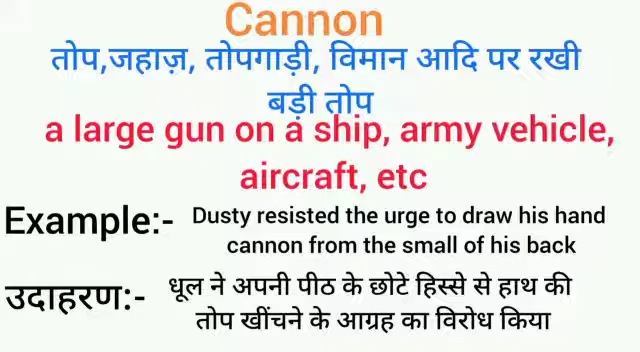 Cannon
तोप,जहाज़, तोपगाड़ी, विमान आदि पर रखी
बड़ी तोप
a large gun on a ship, army vehicle,
aircraft, etc
Example:- Dusty resisted the urge to draw his hand
cannon from the small of his back
उदाहरण:- धूल ने अपनी पीठ के छोटे हिस्से से हाथ की
तोप खींचने के आग्रह का विरोध किया